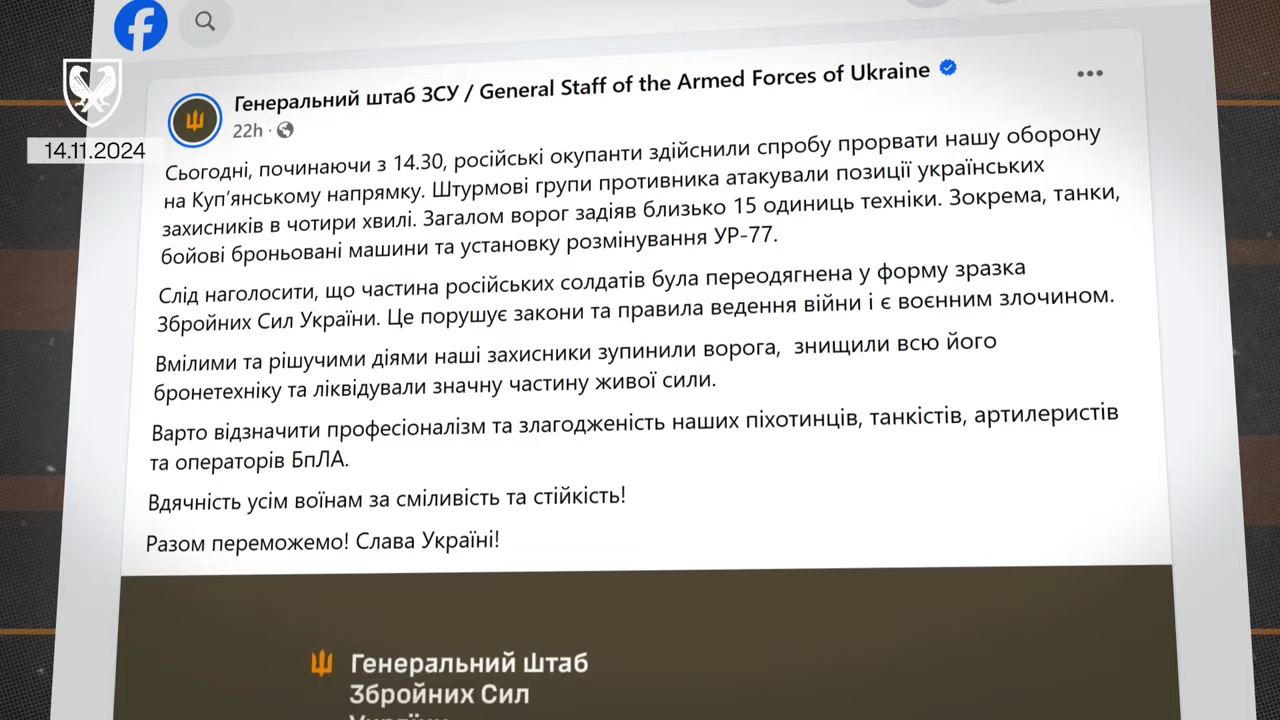 14.11.2024
Генеральний штаб ЗСУ / General Staff of the Armed Forces of Ukraine
22h ·
Сьогодні, починаючи з 14.30, російські окупанти здійснили спробу прорвати нашу оборону
на Куп’янському напрямку. Штурмові групи противника атакували позиції українських
захисників в чотири хвилі. Загалом ворог задіяв близько 15 одиниць техніки. Зокрема, танки,
бойові броньовані машини та установку розмінування УР-77.
Слід наголосити, що частина російських солдатів була переодягнена у форму зразка
Збройних Сил України. Це порушує закони та правила ведення війни і є воєнним злочином.
Вмілими та рішучими діями наші захисники зупинили ворога, знищили всю його
бронетехніку та ліквідували значну частину живої сили.
Варто відзначити професіоналізм та злагодженість наших піхотинців, танкістів, артилеристів
та операторів БпЛА.
Вдячність усім воїнам за сміливість та стійкість!
Разом переможемо! Слава Україні!
Генеральний штаб
Збройних Сил